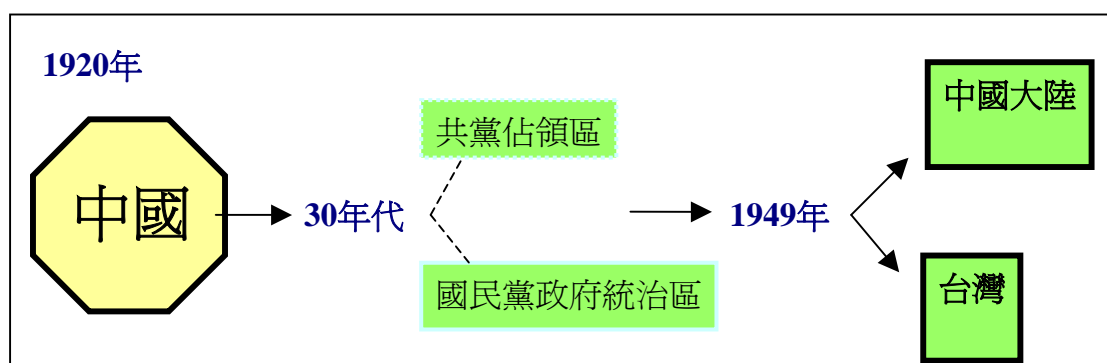 1920年
中國
30年代
共黨佔領區
國民黨政府統治區
1949年
中國大陸
台灣